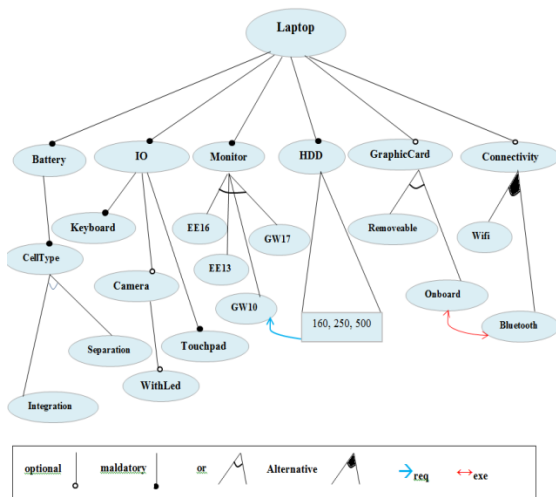 Laptop
Battery IO Monitor HDD GraphicCard Connectivity
Keyboard EE16 GW17 Removeable Wifi
CellType EE13
Camera GW10 Onboard
160, 250, 500 Bluetooth
Separation Touchpad
WithLed
Integration
optional maldatory or Alternative req exe